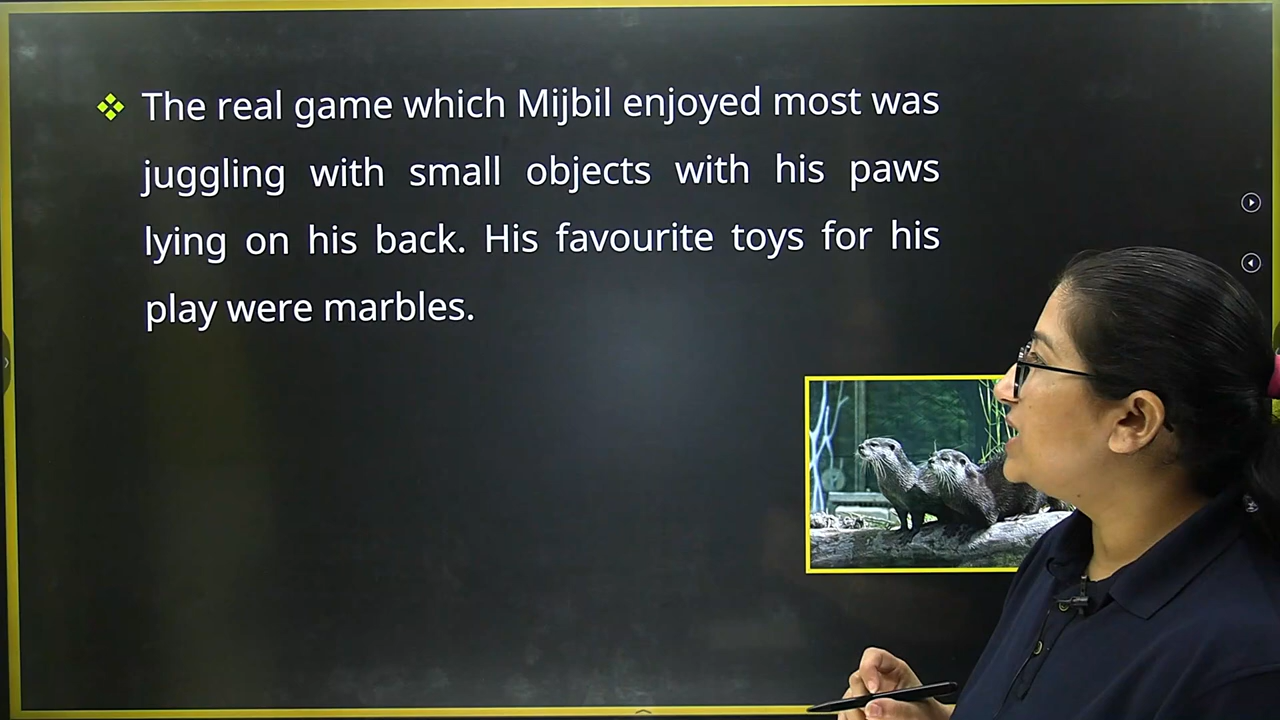 The real game which Mijbil enjoyed most was
juggling with small objects with his paws
lying on his back. His favourite toys for his
play were marbles.